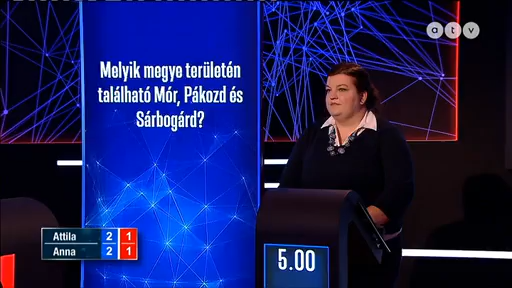 atv
Melyik megye területén
található Mór, Pákozd és
Sárbogárd?
Attila 2 1
Anna 2 1
5.00